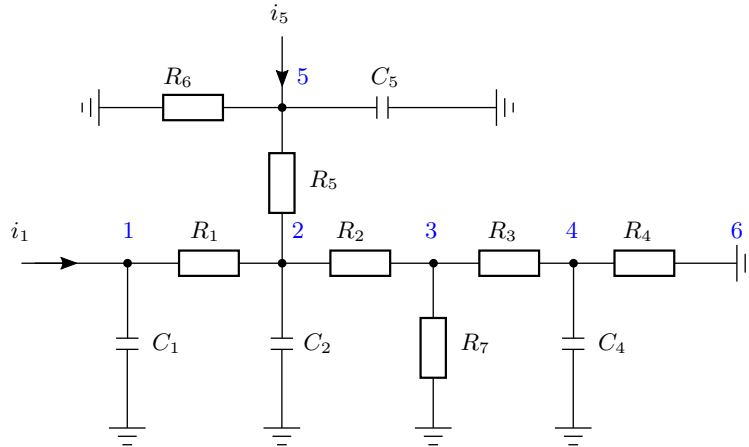 i₅
R₆ 5 C₅
R₅
i₁ 1 R₁ 2 R₂ 3 R₃ 4 R₄ 6
C₁ C₂ R₇ C₄